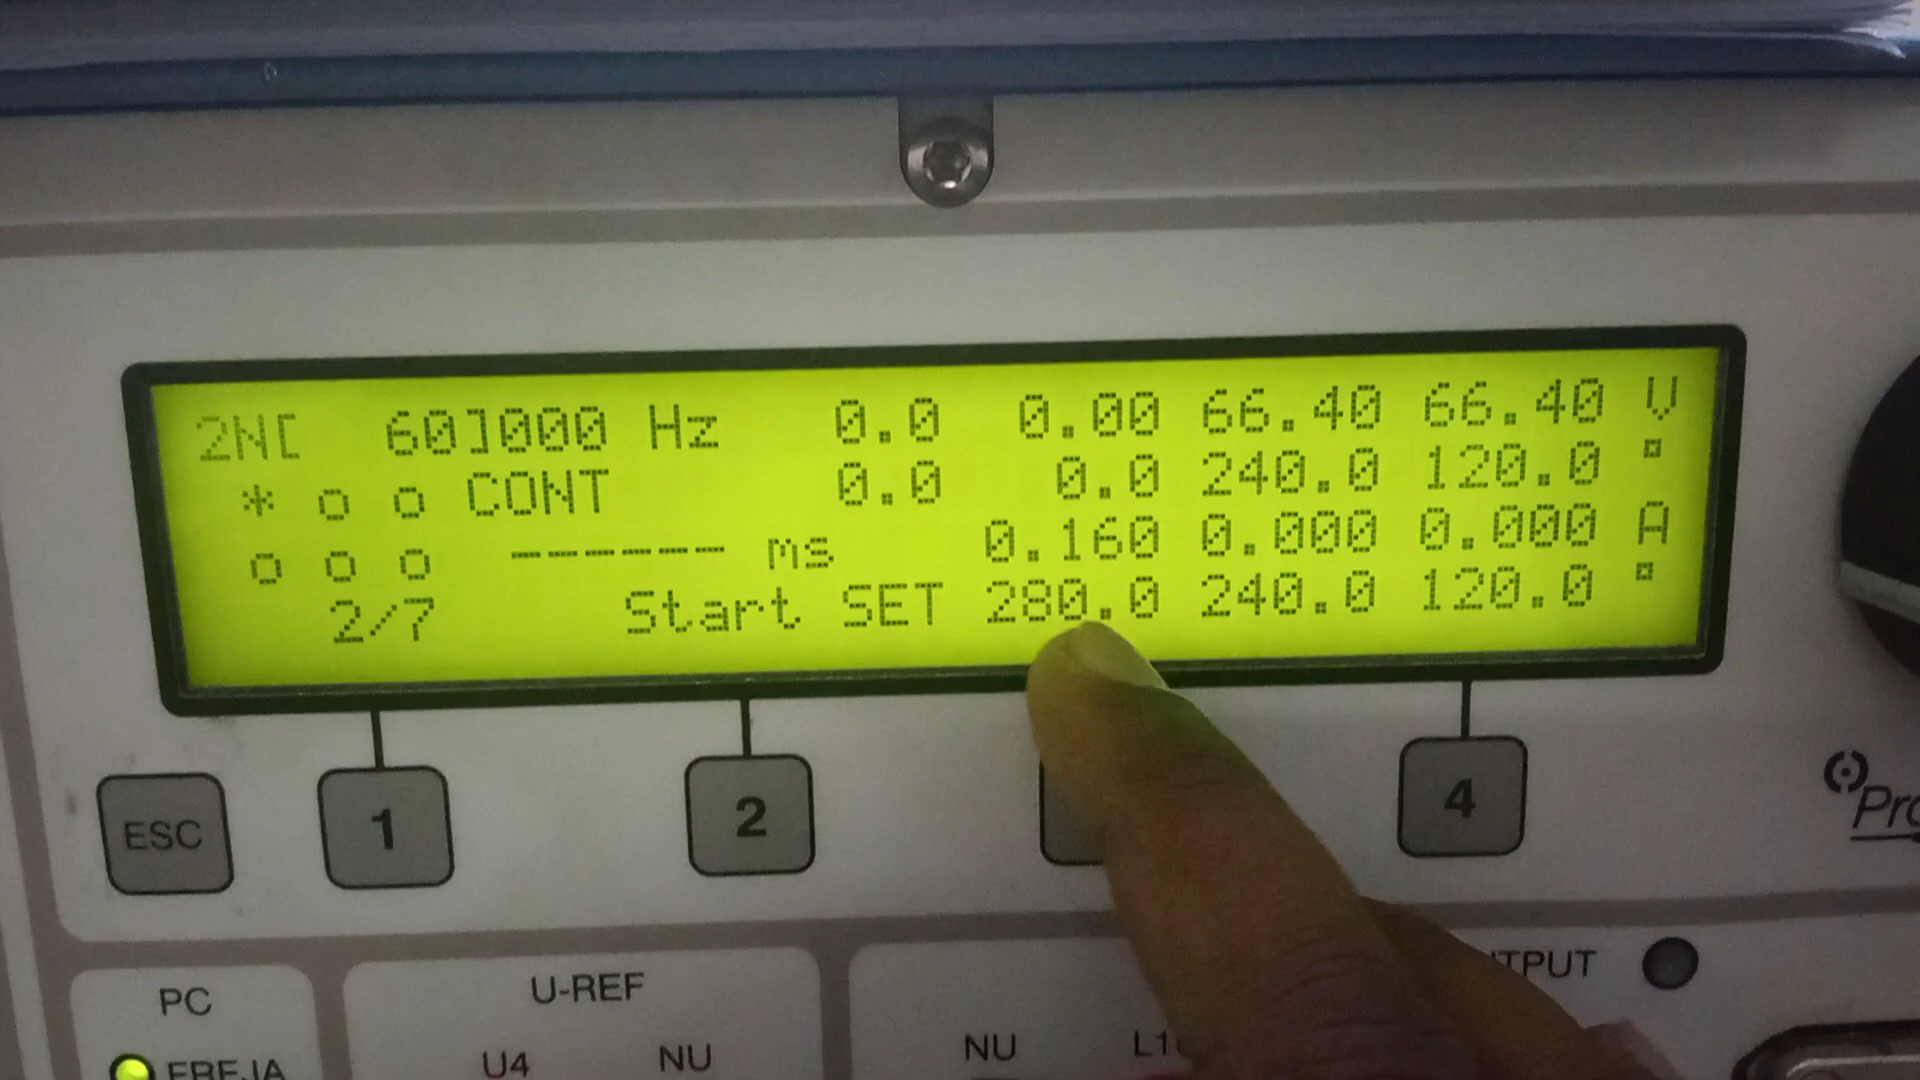 2N[ 60]000 Hz 0.0 0.00 66.40 66.40 V
* o o CONT 0.0 0.0 240.0 120.0 °
o o o ------ ms 0.160 0.000 0.000 A
2/7 Start SET 280.0 240.0 120.0 °
ESC 1 2 4
PC U-REF
FREJA U4 NU NU